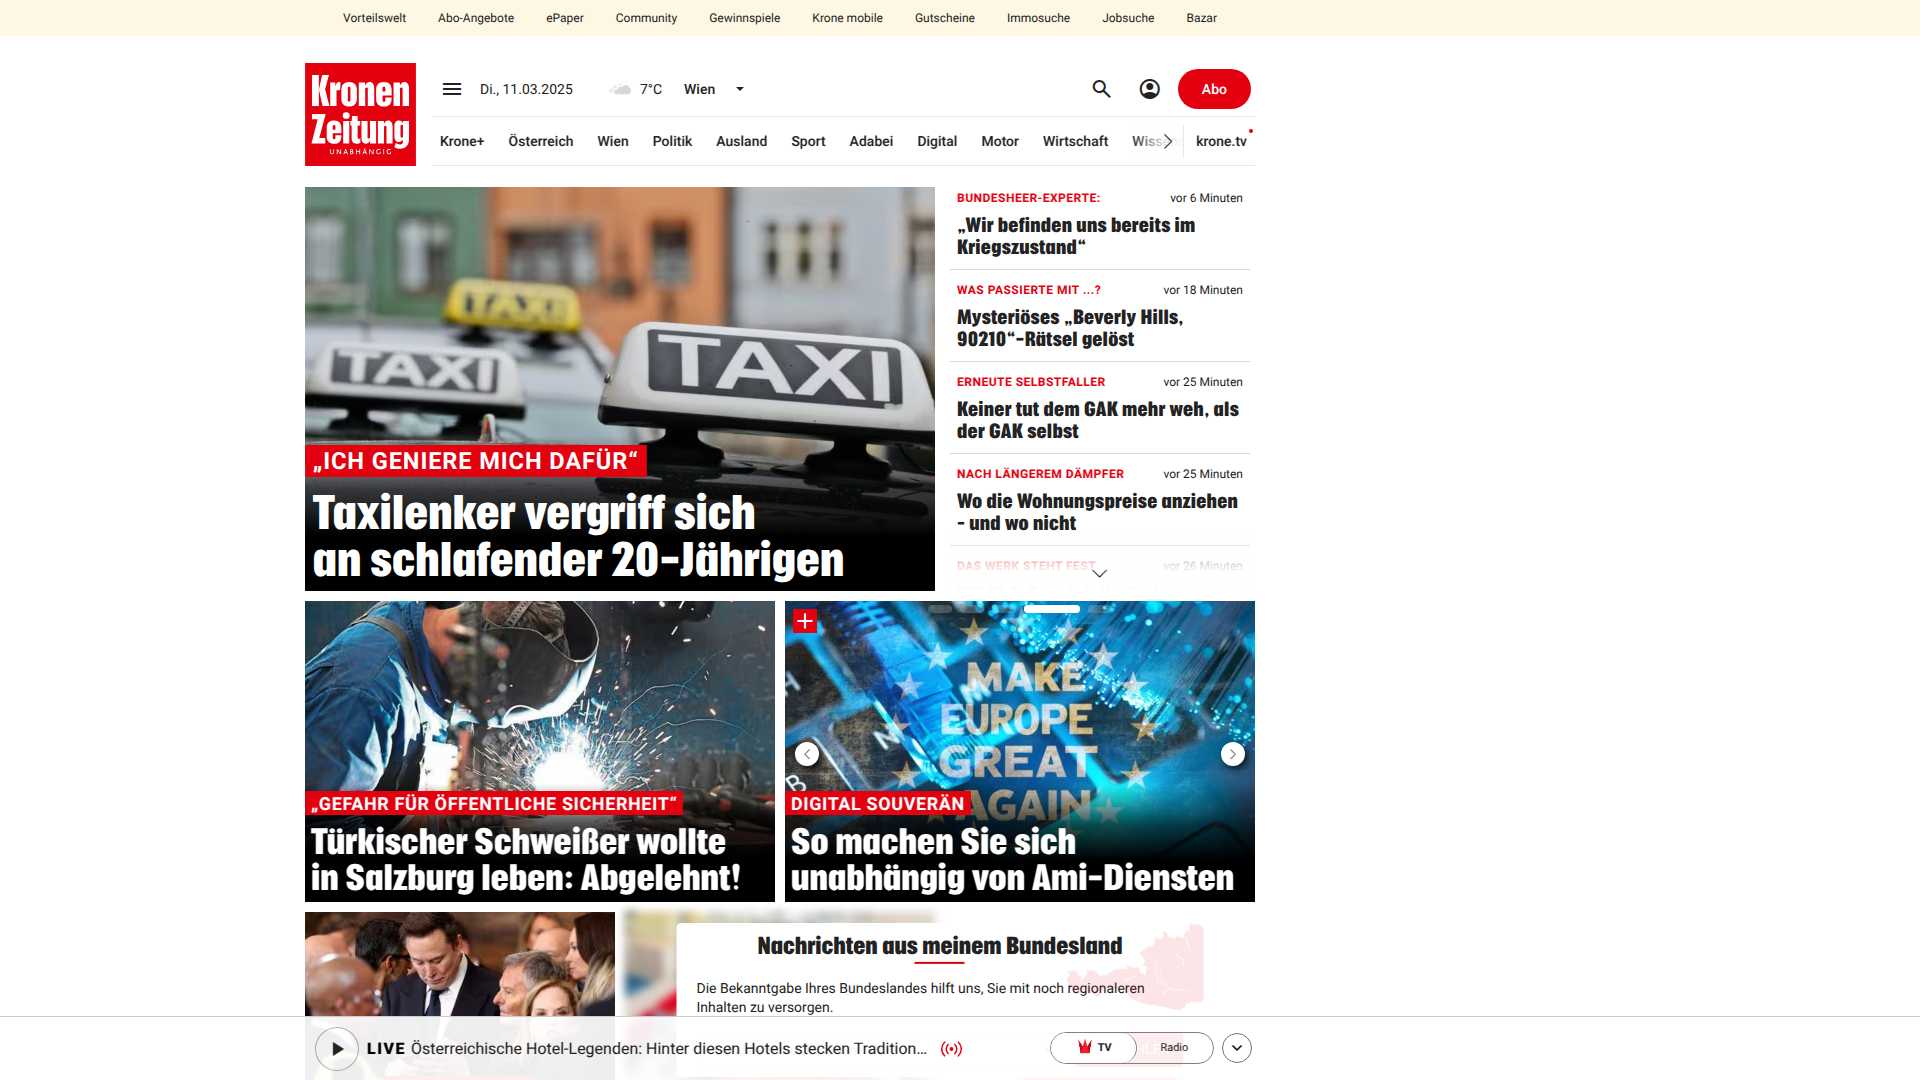 Vorteilswelt Abo-Angebote ePaper Community Gewinnspiele Krone mobile Gutscheine Immosuche Jobsuche Bazar
Kronen
Zeitung
UNABHÄNGIG
Di., 11.03.2025 7°C Wien
Abo
Krone+ Österreich Wien Politik Ausland Sport Adabei Digital Motor Wirtschaft krone.tv
TAXI
TAXI
TAXI
„ICH GENIERE MICH DAFÜR“
Taxilenker vergriff sich
an schlafender 20-Jährigen
BUNDESHEER-EXPERTE: vor 6 Minuten
„Wir befinden uns bereits im
Kriegszustand“
WAS PASSIERTE MIT ...? vor 18 Minuten
Mysteriöses „Beverly Hills,
90210“-Rätsel gelöst
ERNEUTE SELBSTFALLER vor 25 Minuten
Keiner tut dem GAK mehr weh, als
der GAK selbst
NACH LÄNGEREM DÄMPFER vor 25 Minuten
Wo die Wohnungspreise anziehen
- und wo nicht
DAS WERK STEHT FEST vor 26 Minuten
„GEFAHR FÜR ÖFFENTLICHE SICHERHEIT“
Türkischer Schweißer wollte
in Salzburg leben: Abgelehnt!
MAKE
EUROPE
GREAT
AGAIN
DIGITAL SOUVERÄN
So machen Sie sich
unabhängig von Ami-Diensten
Nachrichten aus meinem Bundesland
Die Bekanntgabe Ihres Bundeslandes hilft uns, Sie mit noch regionaleren
Inhalten zu versorgen.
LIVE Österreichische Hotel-Legenden: Hinter diesen Hotels stecken Tradition...
TV Radio